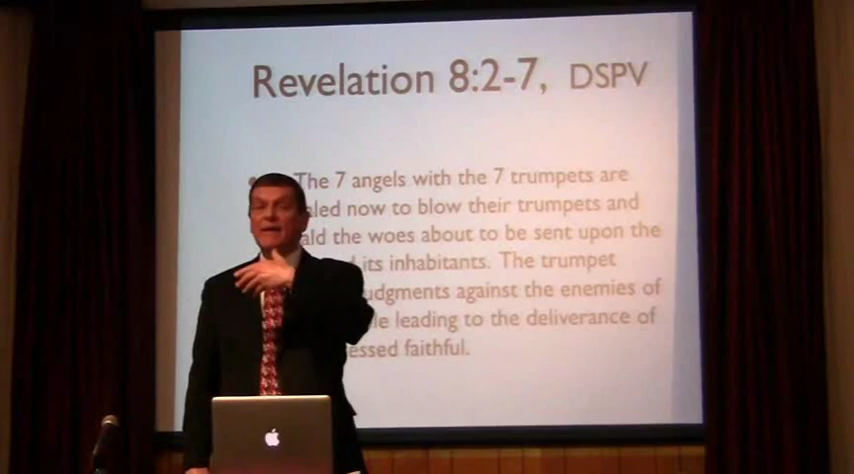 Revelation 8:2-7, DSPV
The 7 angels with the 7 trumpets are
now to blow their trumpets and
the woes about to be sent upon the
its inhabitants. The trumpet
judgments against the enemies of
leading to the deliverance of
faithful.